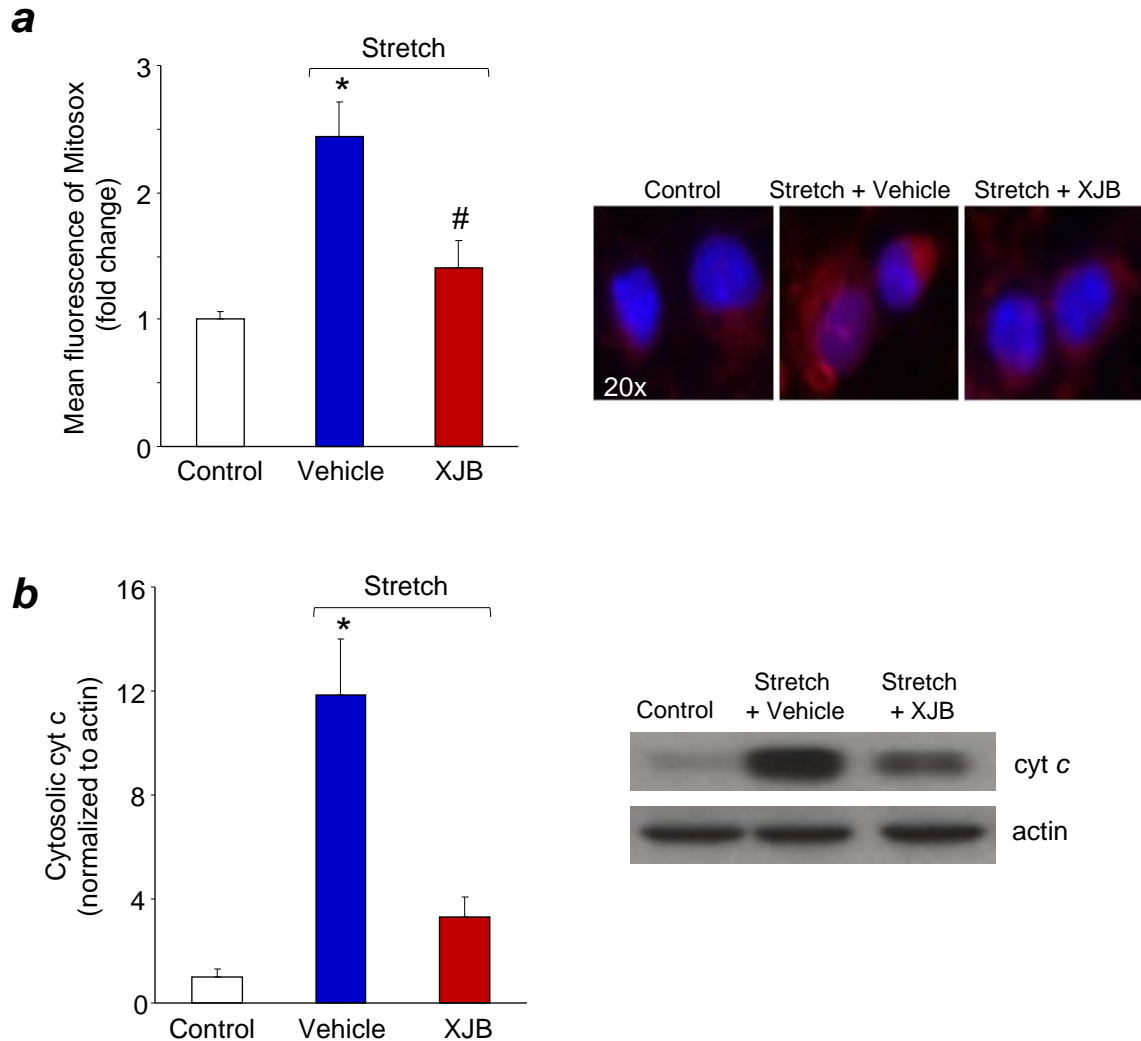 a
Stretch
3
2
1
0
Mean fluorescence of Mitosox
(fold change)
*
#
Control Vehicle XJB
Control Stretch + Vehicle Stretch + XJB
20x
b
Stretch
16
12
8
4
0
Cytosolic cyt c
(normalized to actin)
*
Control Vehicle XJB
Control
Stretch
+ Vehicle
Stretch
+ XJB
cyt c
actin